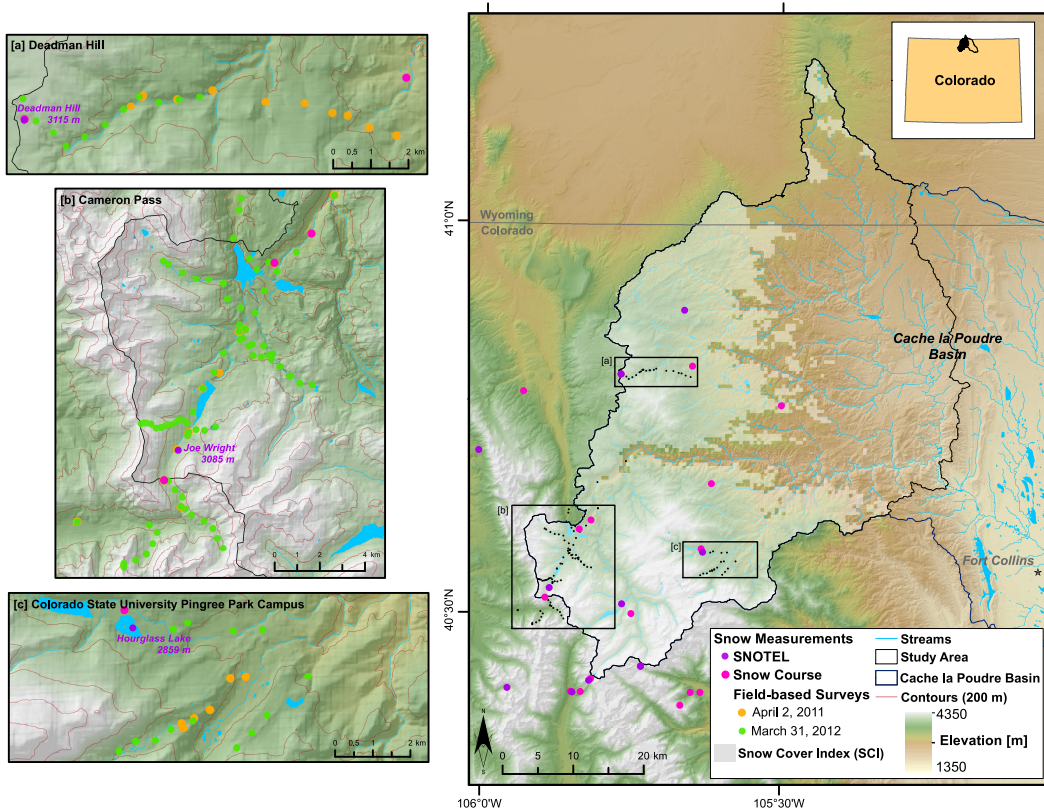 [a] Deadman Hill
Deadman Hill
3115 m
0 0.5 1 2 km
[b] Cameron Pass
Joe Wright
3085 m
0 1 2 4 km
[c] Colorado State University Pingree Park Campus
Hourglass Lake
2859 m
0 0.5 1 2 km
Colorado
41°0'N
Wyoming
Colorado
Cache la Poudre
Basin
[a]
[b]
[c]
Fort Collins
40°30'N
N
S
0 5 10 20 km
106°0'W
105°30'W
Snow Measurements
SNOTEL
Snow Course
Field-based Surveys
April 2, 2011
March 31, 2012
Snow Cover Index (SCI)
Streams
Study Area
Cache la Poudre Basin
Contours (200 m)
4350
Elevation [m]
1350